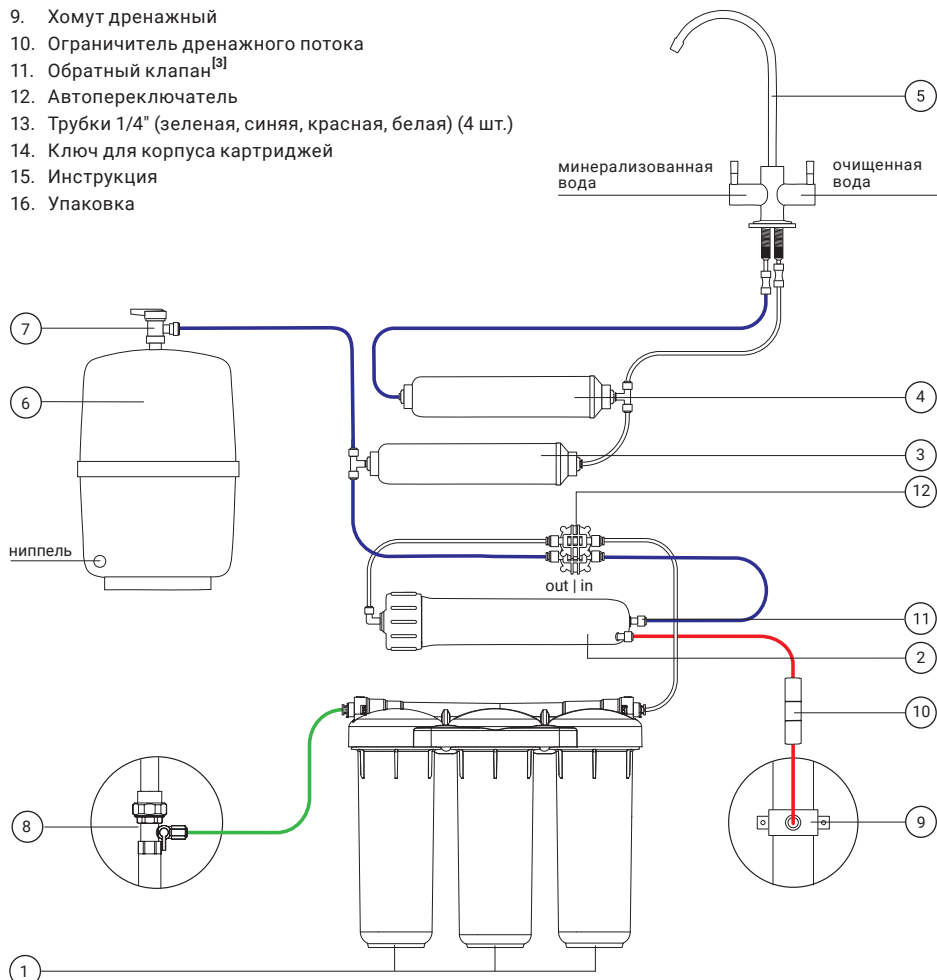 9. Хомут дренажный
10. Ограничитель дренажного потока
11. Обратный клапан[3]
12. Автопереключатель
13. Трубки 1/4" (зеленая, синяя, красная, белая) (4 шт.)
14. Ключ для корпуса картриджей
15. Инструкция
16. Упаковка
5
минерализованная
вода
очищенная
вода
7
6
4
3
12
ниппель
out | in
11
2
10
8
9
1